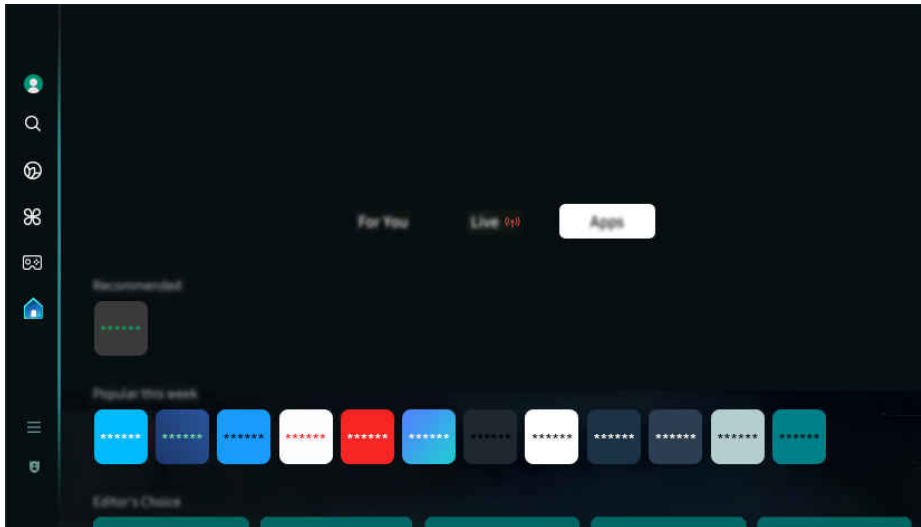 For You
Live
Apps
Recommended
******
Popular this week
****** ****** ****** ****** ****** ****** ****** ****** ****** ****** ****** ******
Editor's Choice